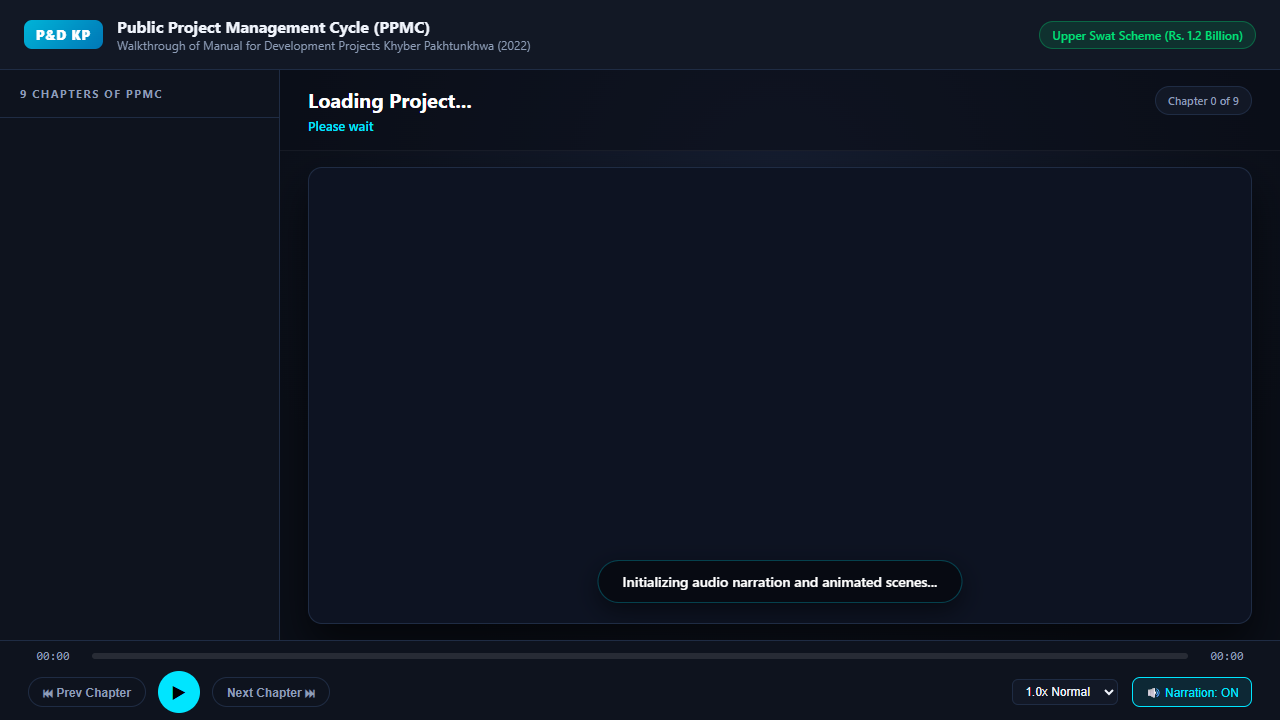 P&D KP
Public Project Management Cycle (PPMC)
Walkthrough of Manual for Development Projects Khyber Pakhtunkhwa (2022)
Upper Swat Scheme (Rs. 1.2 Billion)
9 CHAPTERS OF PPMC
Loading Project...
Please wait
Chapter 0 of 9
Initializing audio narration and animated scenes...
00:00
00:00
⏮ Prev Chapter
▶
Next Chapter ⏭
1.0x Normal
🔊 Narration: ON